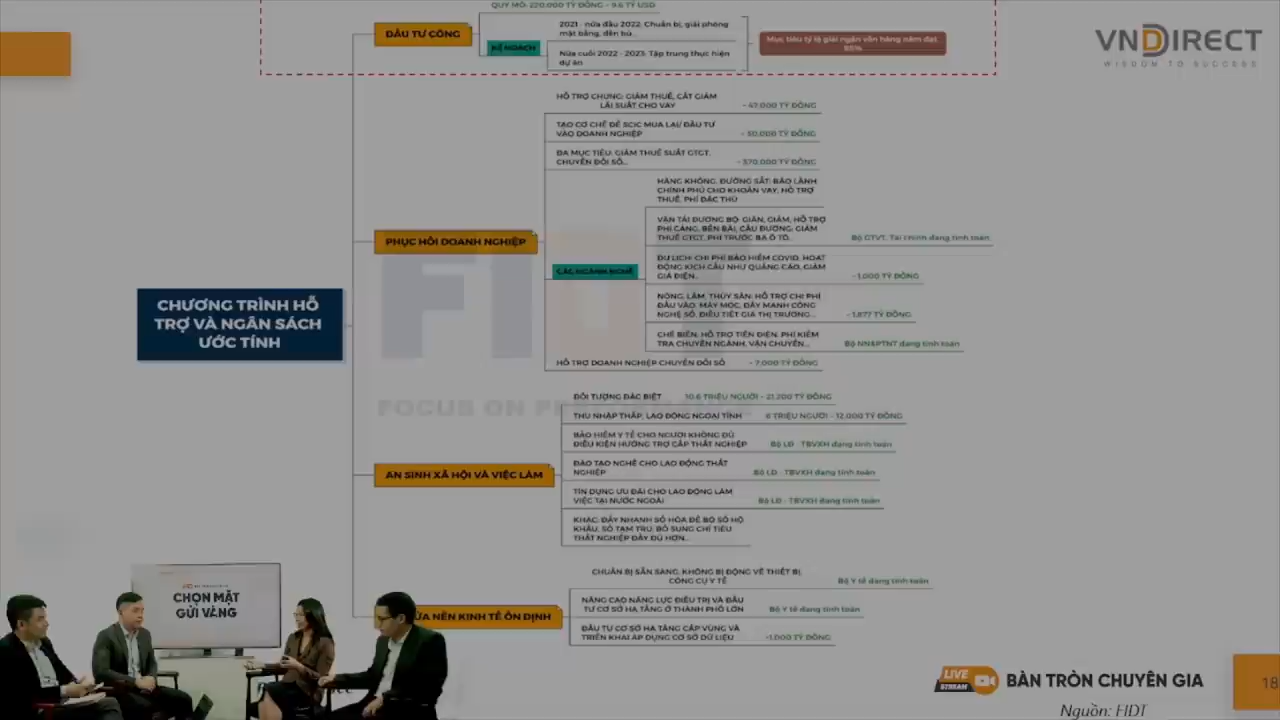 QUY MÔ: 220.000 TỶ ĐỒNG ~ 9.6 TỶ USD
ĐẦU TƯ CÔNG
2021 - nửa đầu 2022: Chuẩn bị, giải phóng
mặt bằng, đền bù...
KẾ HOẠCH
Nửa cuối 2022 - 2023: Tập trung thực hiện
dự án
Mục tiêu tỷ lệ giải ngân vốn hàng năm đạt
95%
VNDIRECT
WISDOM TO SUCCESS
HỖ TRỢ CHUNG: GIẢM THUẾ, CẮT GIẢM
LÃI SUẤT CHO VAY
~ 47.000 TỶ ĐỒNG
TẠO CƠ CHẾ ĐỂ SCIC MUA LẠI/ ĐẦU TƯ
VÀO DOANH NGHIỆP
~ 50.000 TỶ ĐỒNG
ĐA MỤC TIÊU: GIẢM THUẾ SUẤT GTGT,
CHUYỂN ĐỔI SỐ...
~ 370.000 TỶ ĐỒNG
PHỤC HỒI DOANH NGHIỆP
CÁC NGÀNH NGHỀ
HÀNG KHÔNG, ĐƯỜNG SẮT: BẢO LÃNH
CHÍNH PHỦ CHO KHOẢN VAY, HỖ TRỢ
THUẾ, PHÍ ĐẶC THÙ
VẬN TẢI ĐƯỜNG BỘ: GIÃN, GIẢM, HỖ TRỢ
PHÍ CẢNG, BẾN BÃI, CẦU ĐƯỜNG; GIẢM
THUẾ GTGT, PHÍ TRƯỚC BẠ Ô TÔ...
Bộ GTVT, Tài chính đang tính toán
DU LỊCH: CHI PHÍ BẢO HIỂM COVID, HOẠT
ĐỘNG KÍCH CẦU NHƯ QUẢNG CÁO, GIẢM
GIÁ ĐIỆN...
~1.000 TỶ ĐỒNG
NÔNG, LÂM, THỦY SẢN: HỖ TRỢ CHI PHÍ
ĐẦU VÀO, MÁY MÓC, ĐẨY MẠNH CÔNG
NGHỆ SỐ, ĐIỀU TIẾT GIÁ THỊ TRƯỜNG...
~ 1.877 TỶ ĐỒNG
CHẾ BIẾN: HỖ TRỢ TIỀN ĐIỆN, PHÍ KIỂM
TRA CHUYÊN NGÀNH, VẬN CHUYỂN...
Bộ NN&PTNT đang tính toán
HỖ TRỢ DOANH NGHIỆP CHUYỂN ĐỔI SỐ
~ 7.000 TỶ ĐỒNG
CHƯƠNG TRÌNH HỖ
TRỢ VÀ NGÂN SÁCH
ƯỚC TÍNH
FOCUS ON
ĐỐI TƯỢNG ĐẶC BIỆT
10.6 TRIỆU NGƯỜI ~ 21.200 TỶ ĐỒNG
THU NHẬP THẤP, LAO ĐỘNG NGOẠI TỈNH
6 TRIỆU NGƯỜI ~ 12.000 TỶ ĐỒNG
BẢO HIỂM Y TẾ CHO NGƯỜI KHÔNG ĐỦ
ĐIỀU KIỆN HƯỞNG TRỢ CẤP THẤT NGHIỆP
Bộ LĐ - TBVXH đang tính toán
AN SINH XÃ HỘI VÀ VIỆC LÀM
ĐÀO TẠO NGHỀ CHO LAO ĐỘNG THẤT
NGHIỆP
Bộ LĐ - TBVXH đang tính toán
TÍN DỤNG ƯU ĐÃI CHO LAO ĐỘNG LÀM
VIỆC TẠI NƯỚC NGOÀI
Bộ LĐ - TBVXH đang tính toán
KHÁC: ĐẨY NHANH SỐ HÓA ĐỂ BỎ SỔ HỘ
KHẨU, SỔ TẠM TRÚ, BỔ SUNG CHỈ TIÊU
THẤT NGHIỆP ĐẦY ĐỦ HƠN...
CHUẨN BỊ SẴN SÀNG, KHÔNG BỊ ĐỘNG VỀ THIẾT BỊ,
CÔNG CỤ Y TẾ
Bộ Y tế đang tính toán
NỀN KINH TẾ ỔN ĐỊNH
NÂNG CAO NĂNG LỰC ĐIỀU TRỊ VÀ ĐẦU
TƯ CƠ SỞ HẠ TẦNG Ở THÀNH PHỐ LỚN
Bộ Y tế đang tính toán
ĐẦU TƯ CƠ SỞ HẠ TẦNG CẤP VÙNG VÀ
TRIỂN KHAI ÁP DỤNG CƠ SỞ DỮ LIỆU
~1.000 TỶ ĐỒNG
CHỌN MẶT
GỬI VÀNG
LIVE
STREAM
BÀN TRÒN CHUYÊN GIA
18
Nguồn: FIDT